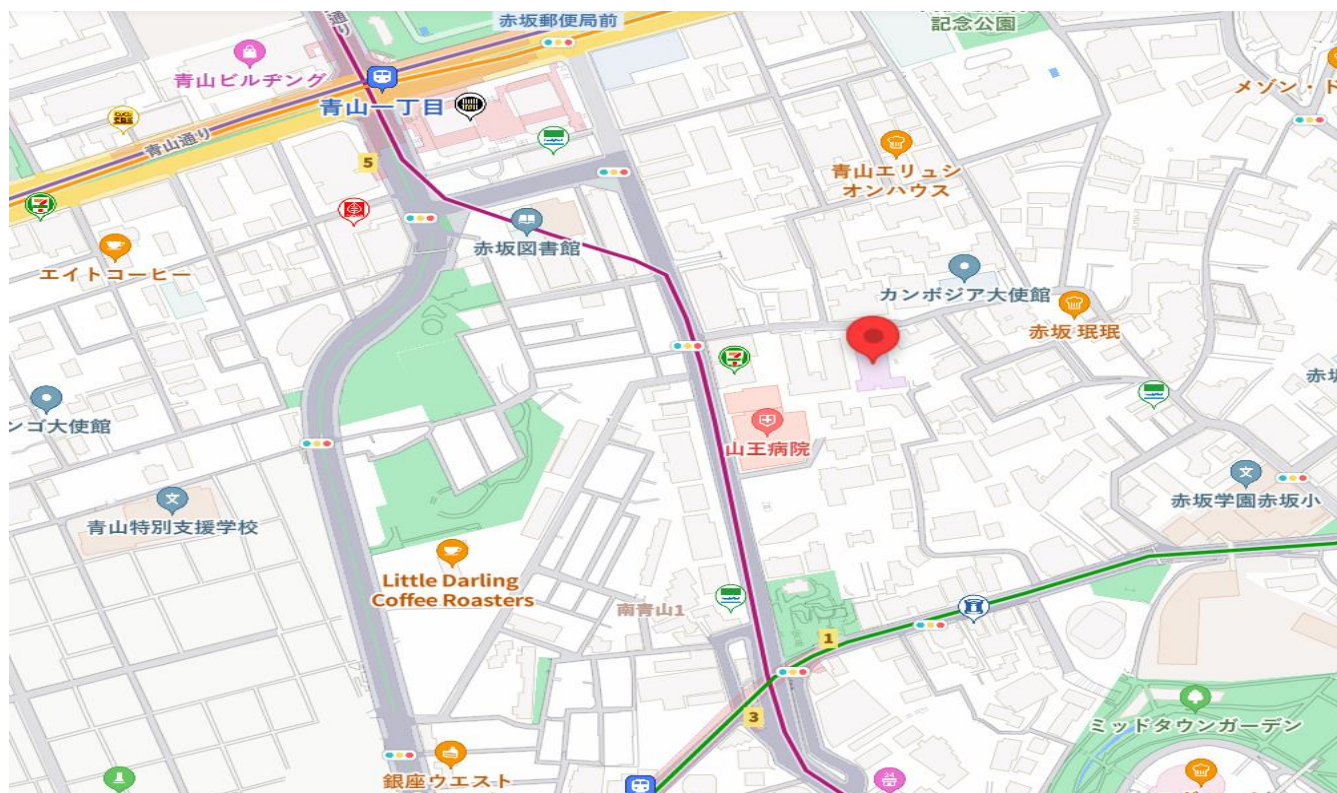 赤坂郵便局前
記念公園
青山ビルヂング
メゾン・ド
青山一丁目
青山通り
5
青山エリュシ
オンハウス
赤坂図書館
エイトコーヒー
カンボジア大使館
赤坂 珉珉
ンゴ大使館
山王病院
赤坂学園赤坂小
青山特別支援学校
Little Darling
Coffee Roasters
南青山1
1
3
ミッドタウンガーデン
銀座ウエスト
24